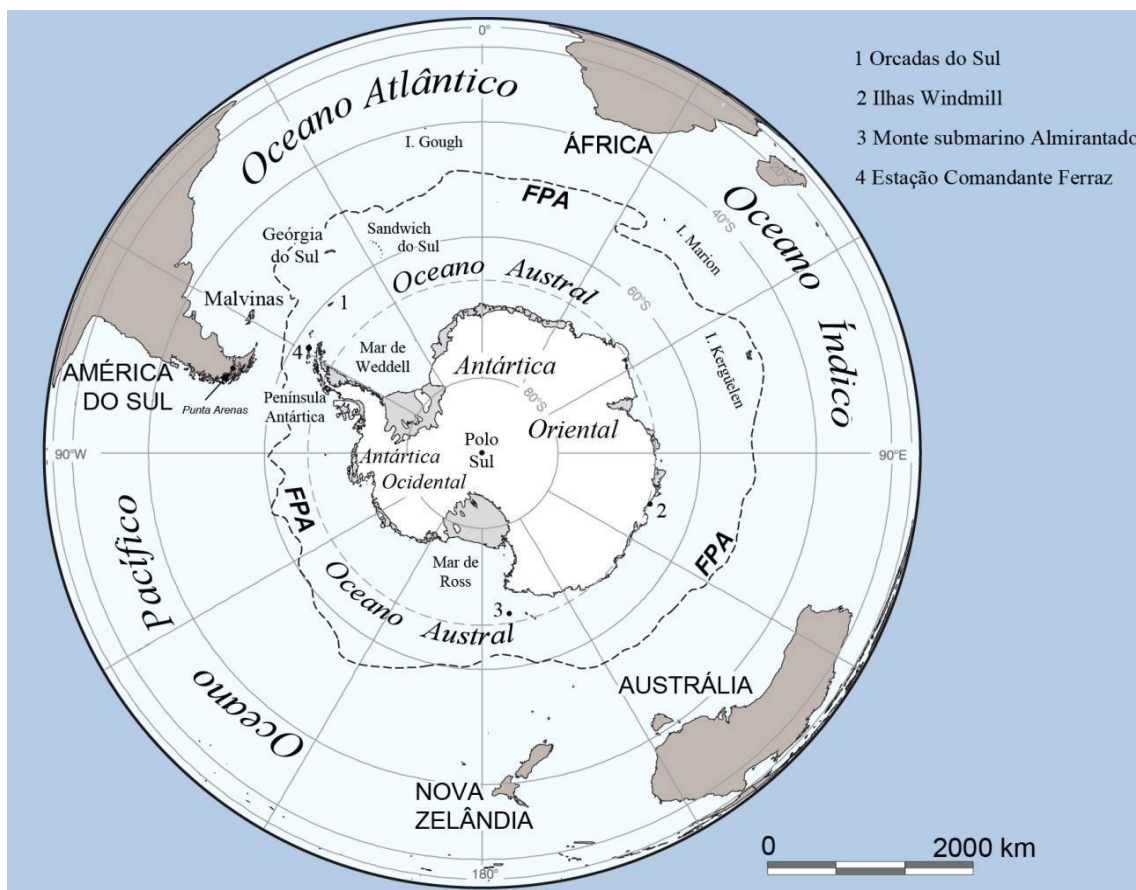 0°
1 Orcadas do Sul
2 Ilhas Windmill
3 Monte submarino Almirantado
4 Estação Comandante Ferraz
Oceano Atlântico
I. Gough
ÁFRICA
20°S
FPA
40°S
Oceano
Índico
I. Marion
Geórgia
do Sul
Sandwich
do Sul
Oceano Austral
60°S
Malvinas
1
4
Mar de
Weddell
Antártica
Oriental
80°S
I. Kergüelen
AMÉRICA
DO SUL
Punta Arenas
Península
Antártica
90°W
Polo
Sul
90°E
Antártica
Ocidental
2
FPA
FPA
Mar de
Ross
Oceano Austral
3
Pacífico
Oceano
AUSTRÁLIA
NOVA
ZELÂNDIA
180°
0 2000 km